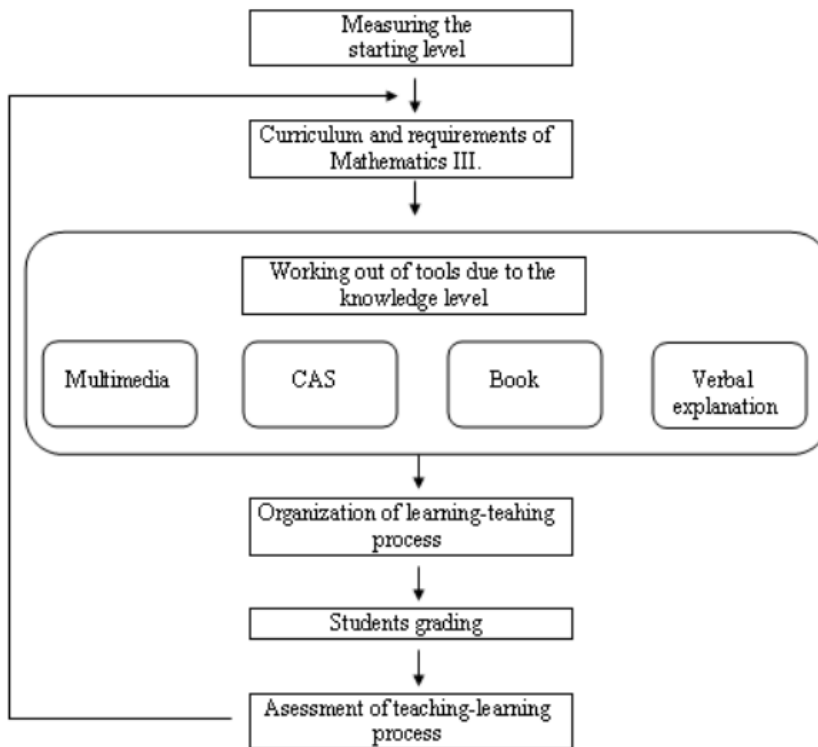 Measuring the
starting level
Curriculum and requirements of
Mathematics III.
Working out of tools due to the
knowledge level
Multimedia
CAS
Book
Verbal
explanation
Organization of learning-teahing
process
Students grading
Asessment of teaching-learning
process